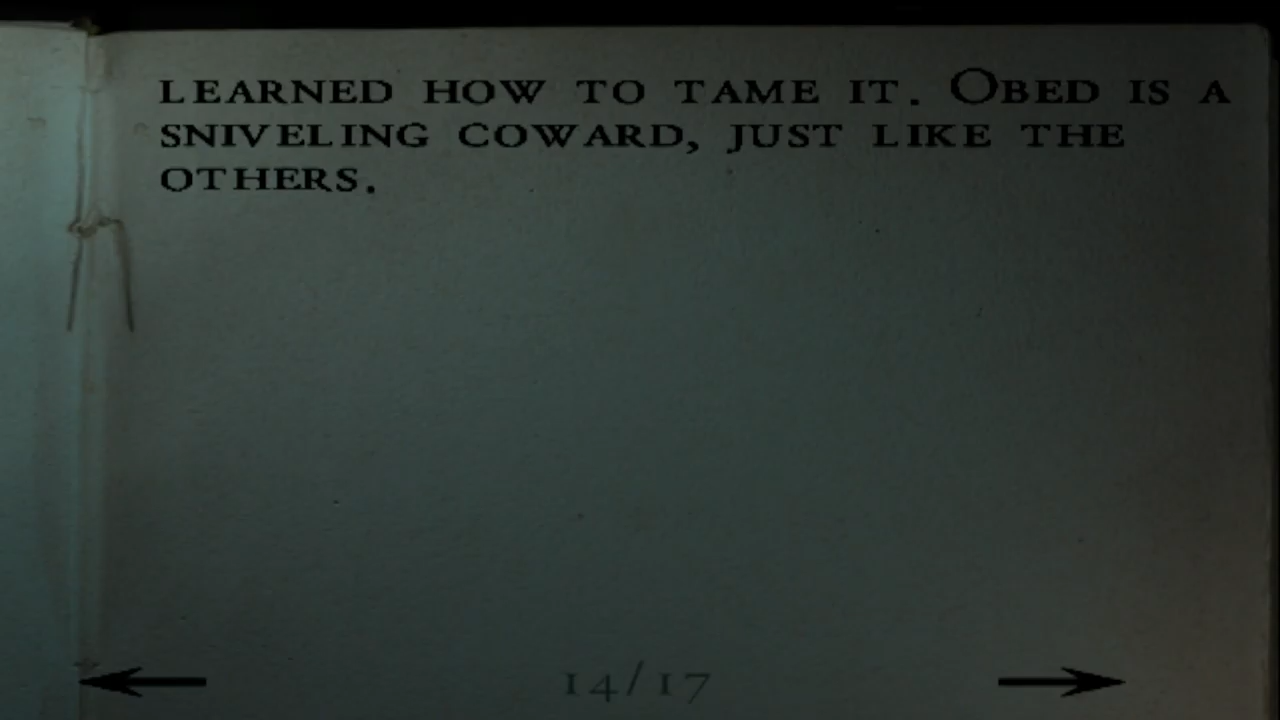 LEARNED HOW TO TAME IT. OBED IS A
SNIVELING COWARD, JUST LIKE THE
OTHERS.
14/17